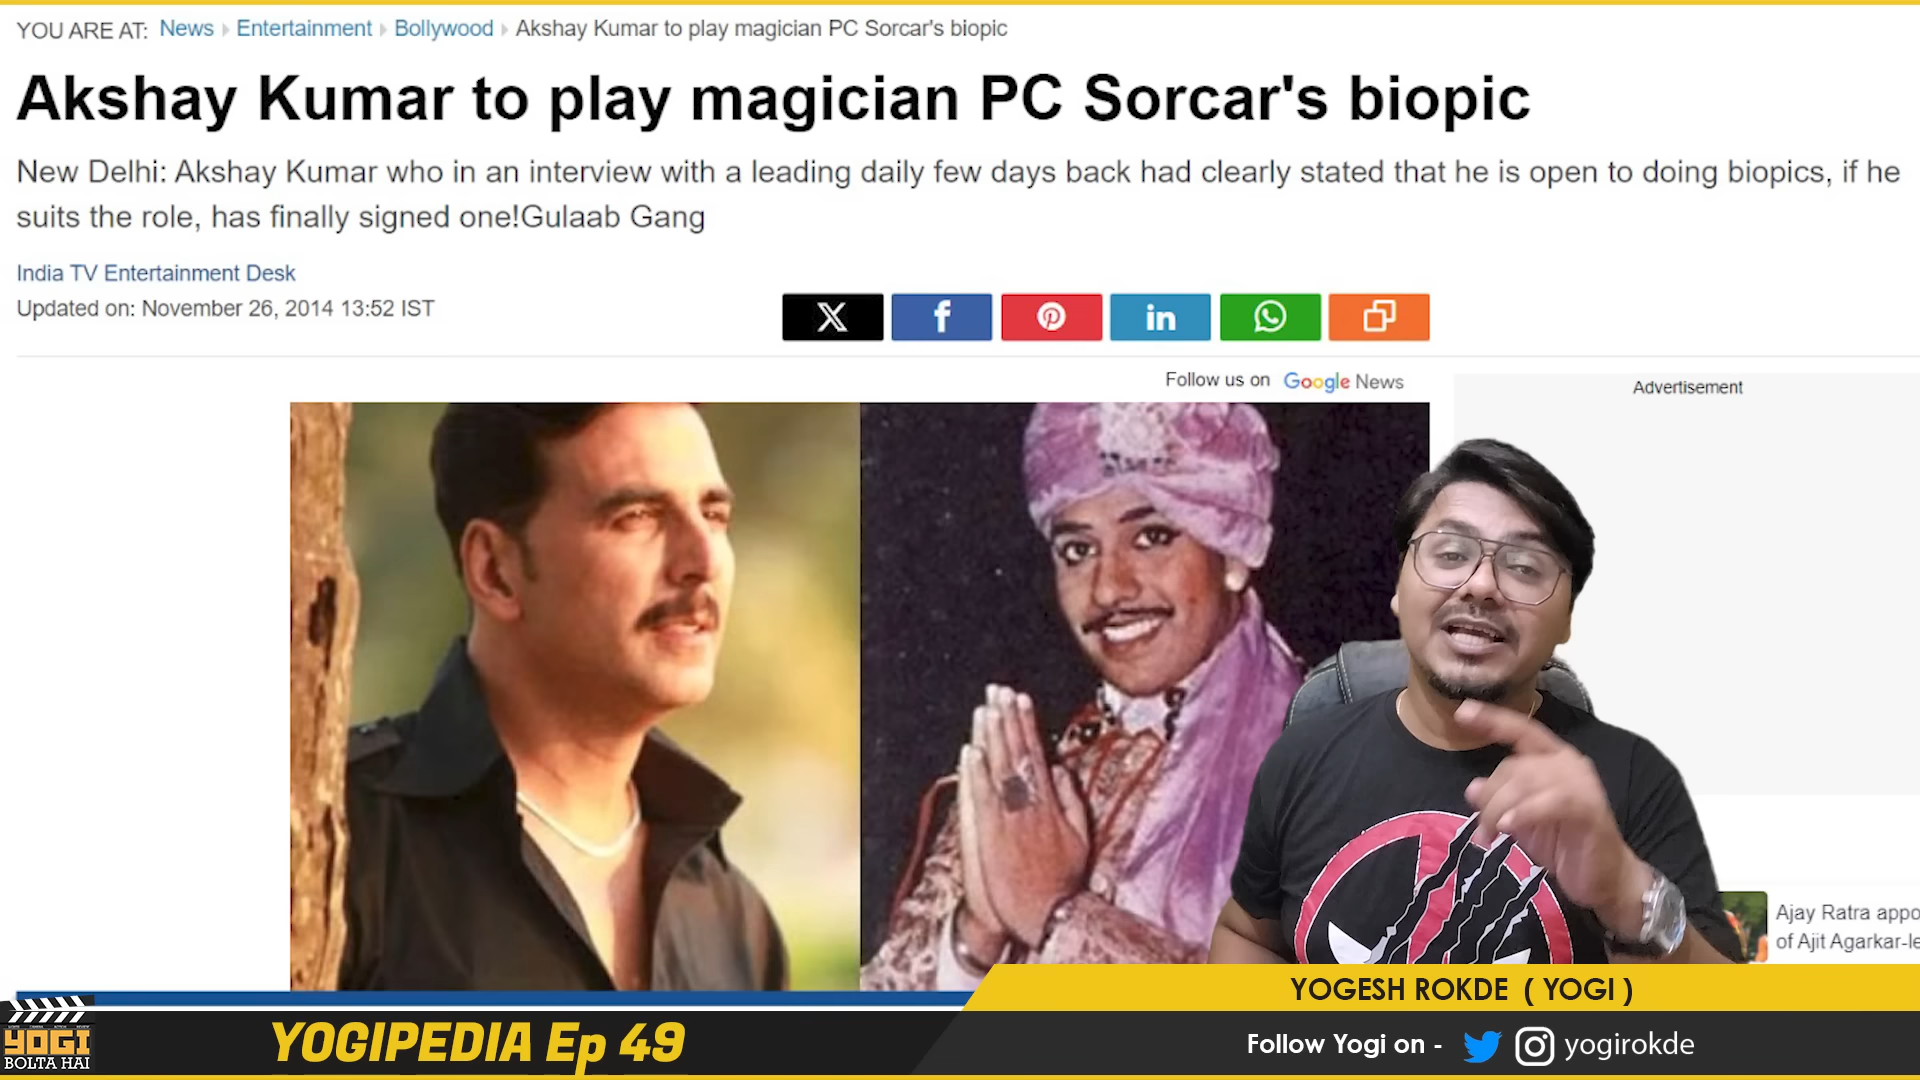 YOU ARE AT: News Entertainment Bollywood Akshay Kumar to play magician PC Sorcar's biopic
Akshay Kumar to play magician PC Sorcar's biopic
New Delhi: Akshay Kumar who in an interview with a leading daily few days back had clearly stated that he is open to doing biopics, if he
suits the role, has finally signed one!Gulaab Gang
India TV Entertainment Desk
Updated on: November 26, 2014 13:52 IST
Follow us on Google News
Advertisement
Ajay Ratra appo
of Ajit Agarkar-le
YOGESH ROKDE ( YOGI )
YOGI
BOLTA HAI
YOGIPEDIA Ep 49
Follow Yogi on - yogirokde